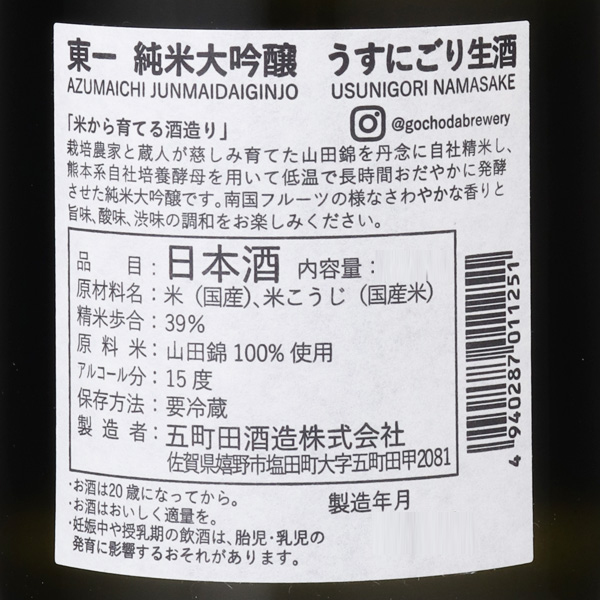 東一 純米大吟醸 うすにごり生酒
AZUMAICHI JUNMAIDAIGINJO USUNIGORI NAMASAKE
「米から育てる酒造り」 @gochodabrewery
栽培農家と蔵人が慈しみ育てた山田錦を丹念に自社精米し、
熊本系自社培養酵母を用いて低温で長時間おだやかに発酵
させた純米大吟醸です。南国フルーツの様なさわやかな香りと
旨味、酸味、渋味の調和をお楽しみください。
品目：日本酒 内容量：
原材料名：米（国産）、米こうじ（国産米）
精米歩合：39%
原料米：山田錦100%使用
アルコール分：15度
保存方法：要冷蔵
製造者：五町田酒造株式会社
佐賀県嬉野市塩田町大字五町田甲2081
4 940287 011251
・お酒は20歳になってから。
・お酒はおいしく適量を。
・妊娠中や授乳期の飲酒は、胎児・乳児の
発育に影響するおそれがあります。
製造年月